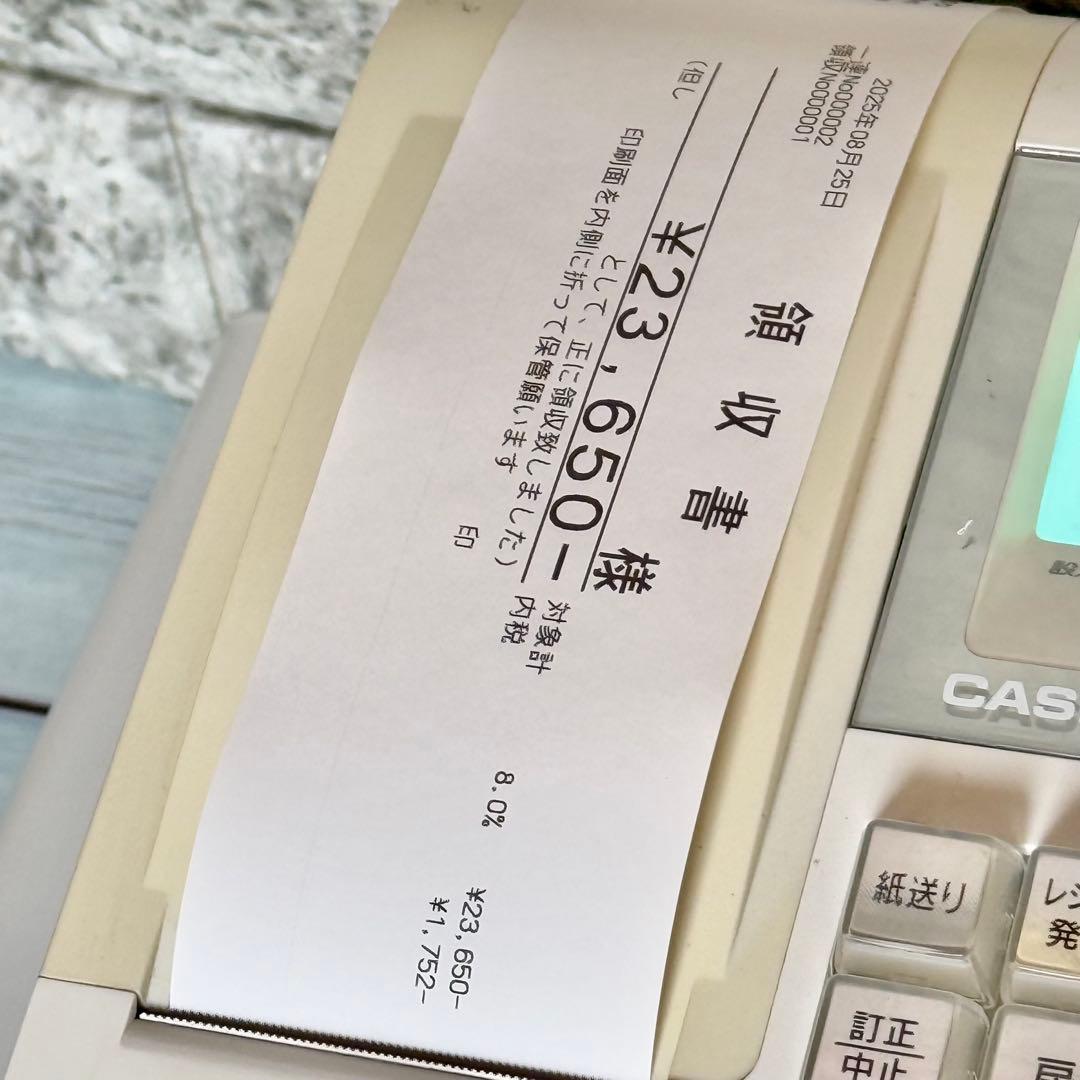 2025年08月25日
一連No000002
領収No000001
領収書
様
¥23,650-
(但し
として、正に領収致しました)
印刷面を内側に折って保管願います
印
対象計 ¥23,650-
内税 8.0% ¥1,752-
CAS
紙送り
訂正
中止
発